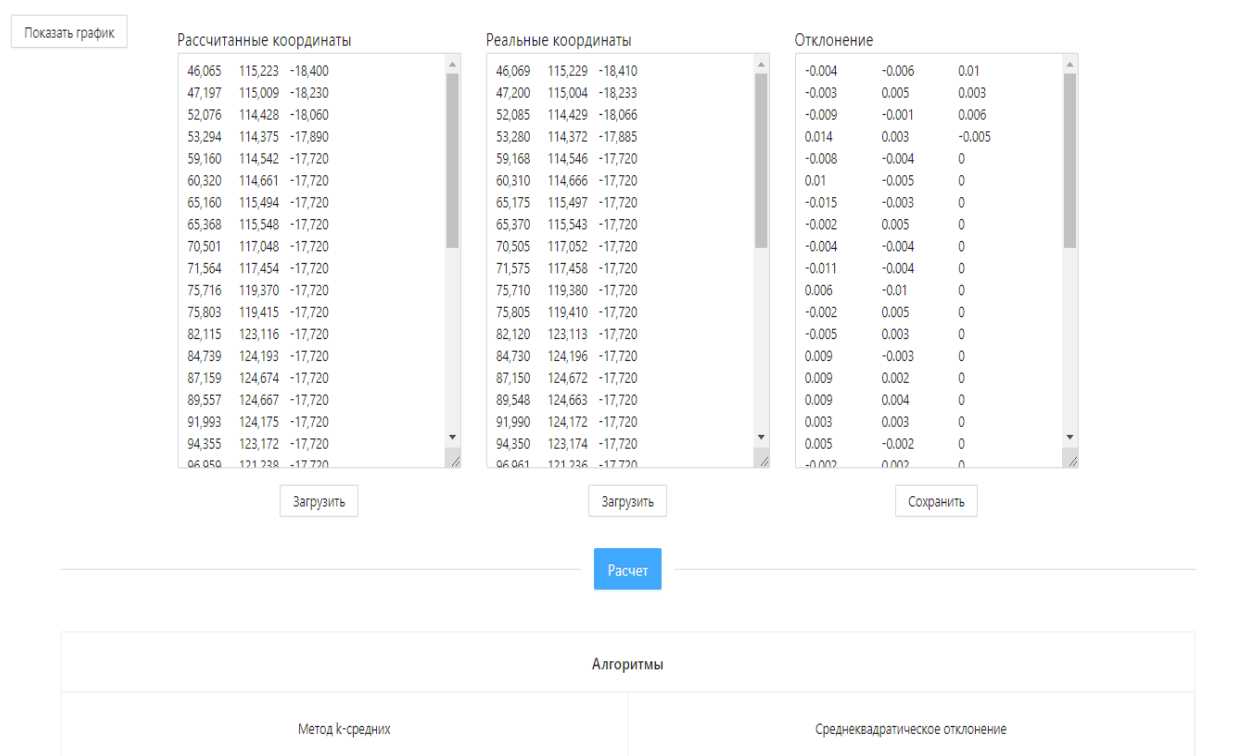 Показать график
Рассчитанные координаты
46,065 115,223 -18,400
47,197 115,009 -18,230
52,076 114,428 -18,060
53,294 114,375 -17,890
59,160 114,542 -17,720
60,320 114,661 -17,720
65,160 115,494 -17,720
65,368 115,548 -17,720
70,501 117,048 -17,720
71,564 117,454 -17,720
75,716 119,370 -17,720
75,803 119,415 -17,720
82,115 123,116 -17,720
84,739 124,193 -17,720
87,159 124,674 -17,720
89,557 124,667 -17,720
91,993 124,175 -17,720
94,355 123,172 -17,720
96,959 121,238 -17,720
Загрузить
Реальные координаты
46,069 115,229 -18,410
47,200 115,004 -18,233
52,085 114,429 -18,066
53,280 114,372 -17,885
59,168 114,546 -17,720
60,310 114,666 -17,720
65,175 115,497 -17,720
65,370 115,543 -17,720
70,505 117,052 -17,720
71,575 117,458 -17,720
75,710 119,380 -17,720
75,805 119,410 -17,720
82,120 123,113 -17,720
84,730 124,196 -17,720
87,150 124,672 -17,720
89,548 124,663 -17,720
91,990 124,172 -17,720
94,350 123,174 -17,720
96,961 121,236 -17,720
Загрузить
Отклонение
-0.004 -0.006 0.01
-0.003 0.005 0.003
-0.009 -0.001 0.006
0.014 0.003 -0.005
-0.008 -0.004 0
0.01 -0.005 0
-0.015 -0.003 0
-0.002 0.005 0
-0.004 -0.004 0
-0.011 -0.004 0
0.006 -0.01 0
-0.002 0.005 0
-0.005 0.003 0
0.009 -0.003 0
0.009 0.002 0
0.009 0.004 0
0.003 0.003 0
0.005 -0.002 0
-0.002 0.002 0
Сохранить
Расчет
Алгоритмы
Метод k-средних
Среднеквадратическое отклонение